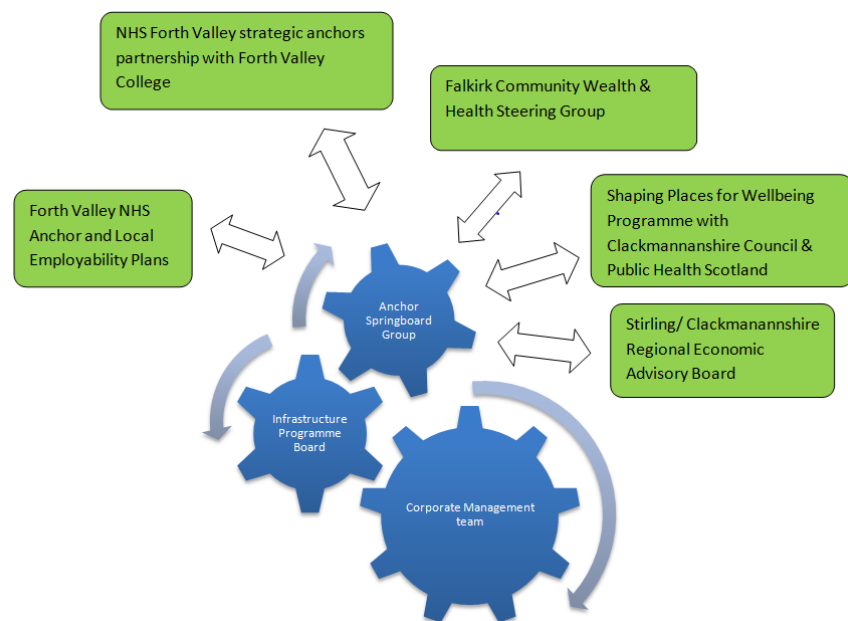 NHS Forth Valley strategic anchors
partnership with Forth Valley
College
Falkirk Community Wealth &
Health Steering Group
Forth Valley NHS
Anchor and Local
Employability Plans
Shaping Places for Wellbeing
Programme with
Clackmannanshire Council &
Public Health Scotland
Stirling/ Clackmanannshire
Regional Economic
Advisory Board
Anchor
Springboard
Group
Infrastructure
Programme
Board
Corporate Management
team